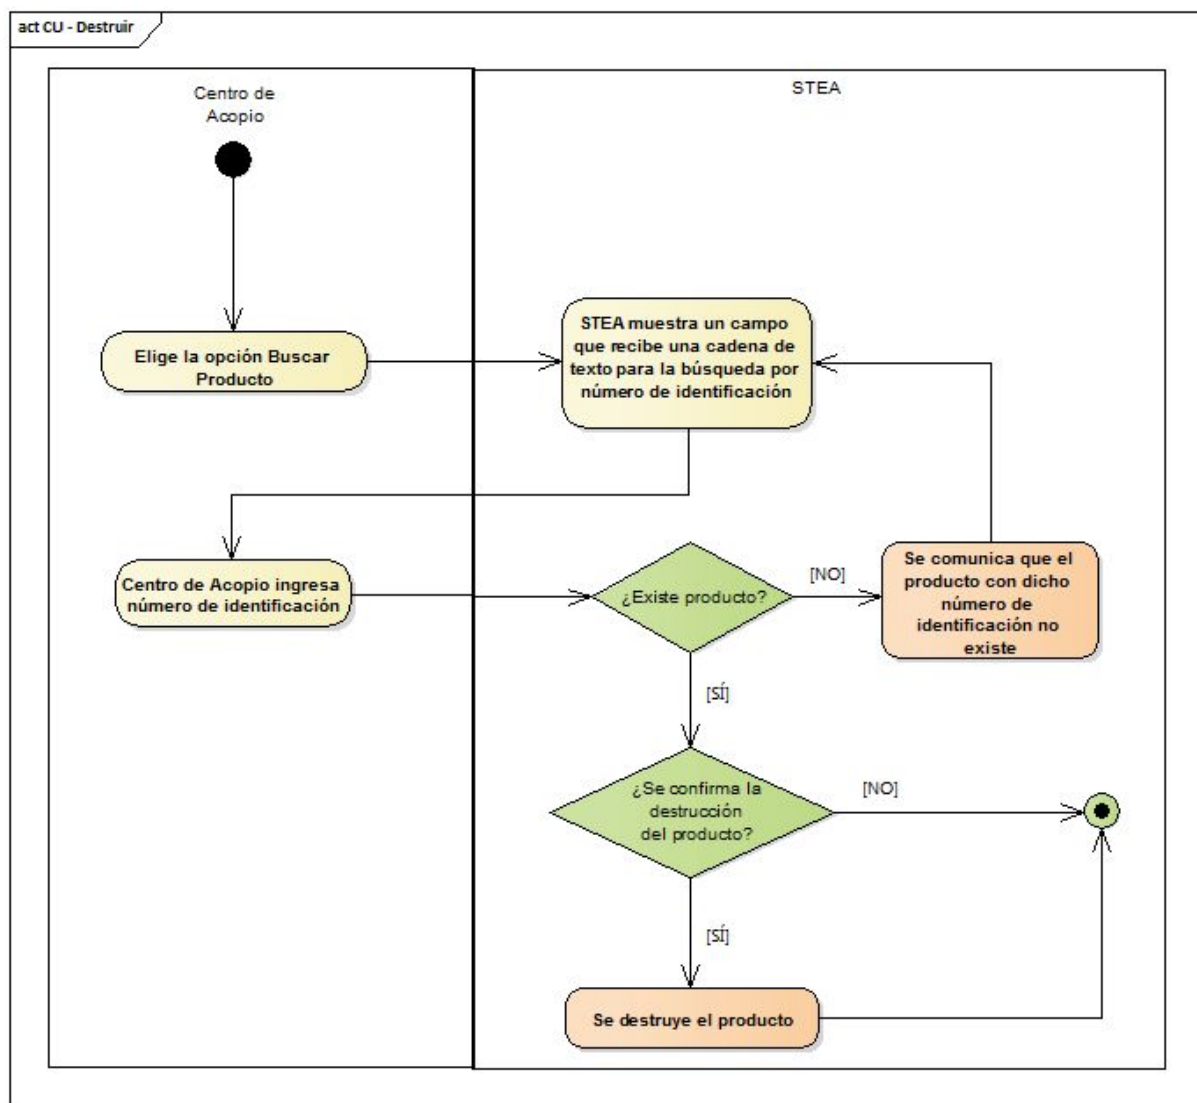 act CU - Destruir
Centro de
Acopio
STEA
Elige la opción Buscar
Producto
STEA muestra un campo
que recibe una cadena de
texto para la búsqueda por
número de identificación
Centro de Acopio ingresa
número de identificación
¿Existe producto?
[NO]
Se comunica que el
producto con dicho
número de
identificación no
existe
[SÍ]
¿Se confirma la
destrucción
del producto?
[NO]
[SÍ]
Se destruye el producto